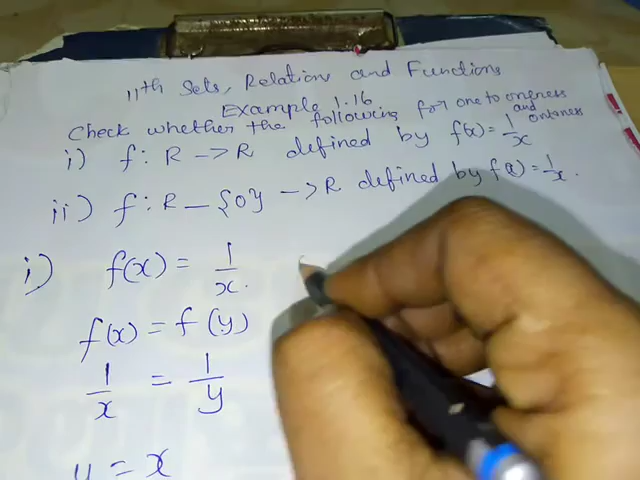 11th Sets, Relations and Functions
Example 1.16
Check whether the following for one to oneness and ontoness
i) f: R -> R defined by f(x) = 1/x
ii) f: R - {0} -> R defined by f(x) = 1/x.
i) f(x) = 1/x.
f(x) = f(y)
1/x = 1/y
y = x